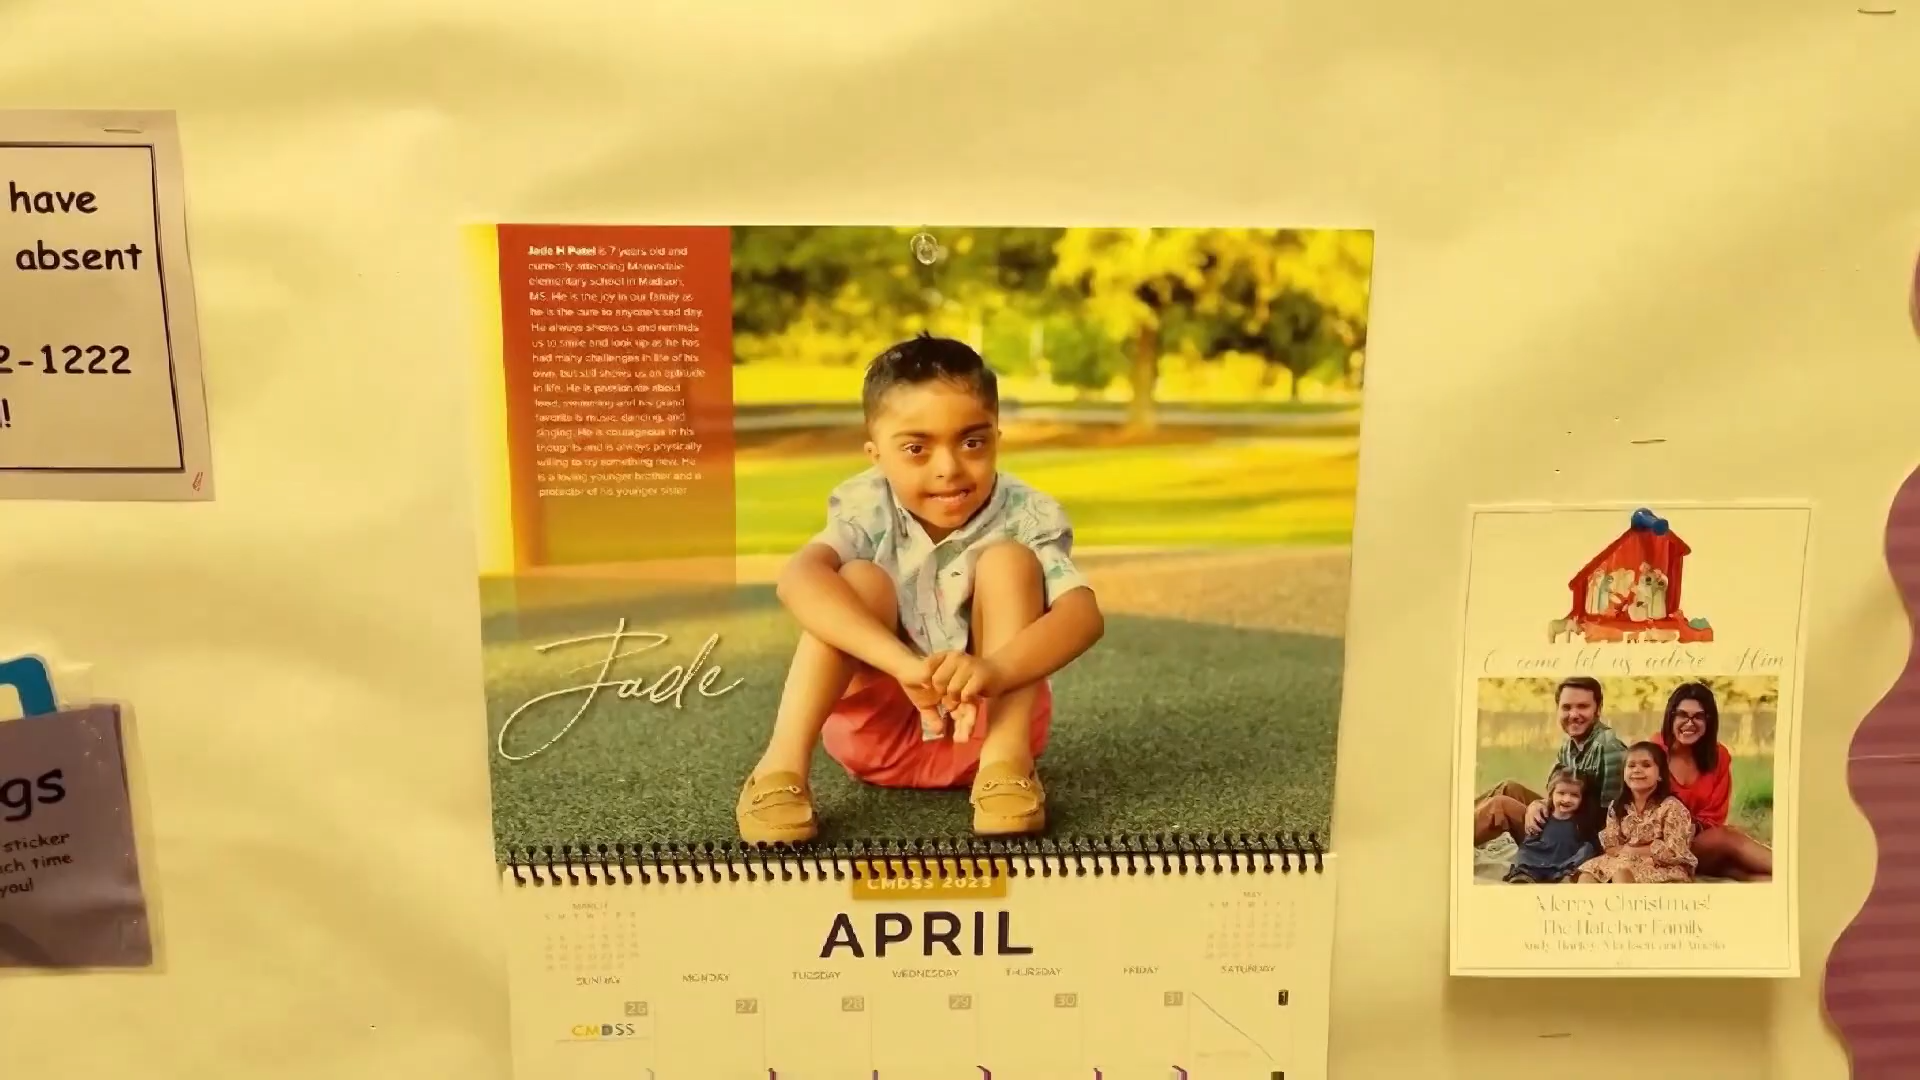 have
absent
2-1222
!
gs
sticker
ch time
you!
Jade H Patel is 7 years old and
currently attending Mannsdale
elementary school in Madison,
MS. He is the joy in our family as
he is the cure to anyone's sad day.
He always shows us and reminds
us to smile and look up as he has
had many challenges in life of his
own, but still shows us an aptitude
in life. He is passionate about
food, swimming and his grand
favorite is music, dancing, and
singing. He is courageous in his
thoughts and is always physically
willing to try something new. He
is a loving younger brother and a
protector of his younger sister
Jade
CMDSS 2023
MARCH
APRIL
MAY
SUNDAY MONDAY TUESDAY WEDNESDAY THURSDAY FRIDAY SATURDAY
26 27 28 29 30 31 1
CMDSS
O come let us adore Him
Merry Christmas!
The Hatcher Family
Andy, Madison and Amelia